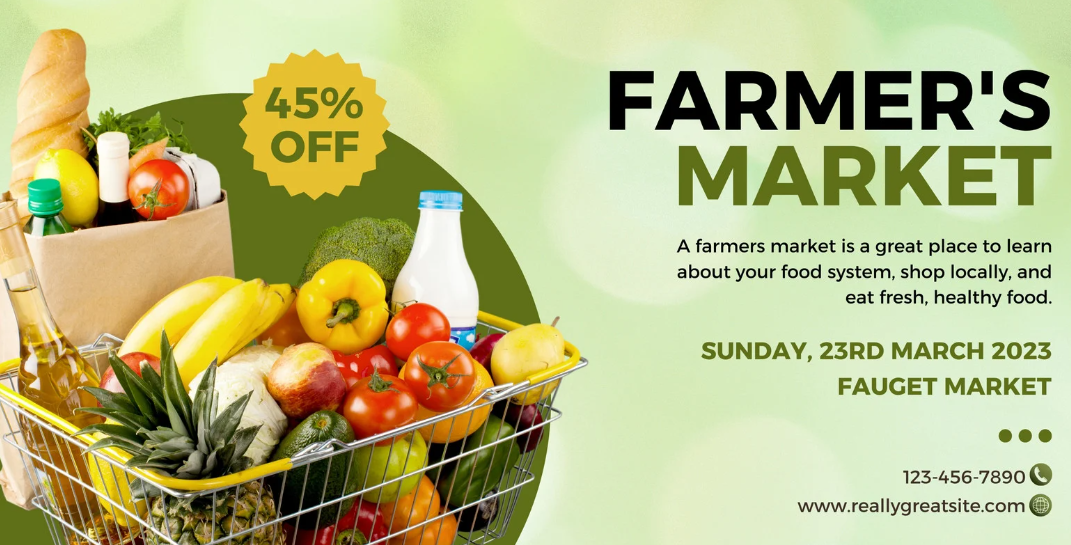 45%
OFF
FARMER'S
MARKET
A farmers market is a great place to learn
about your food system, shop locally, and
eat fresh, healthy food.
SUNDAY, 23RD MARCH 2023
FAUGET MARKET
123-456-7890
www.reallygreatsite.com